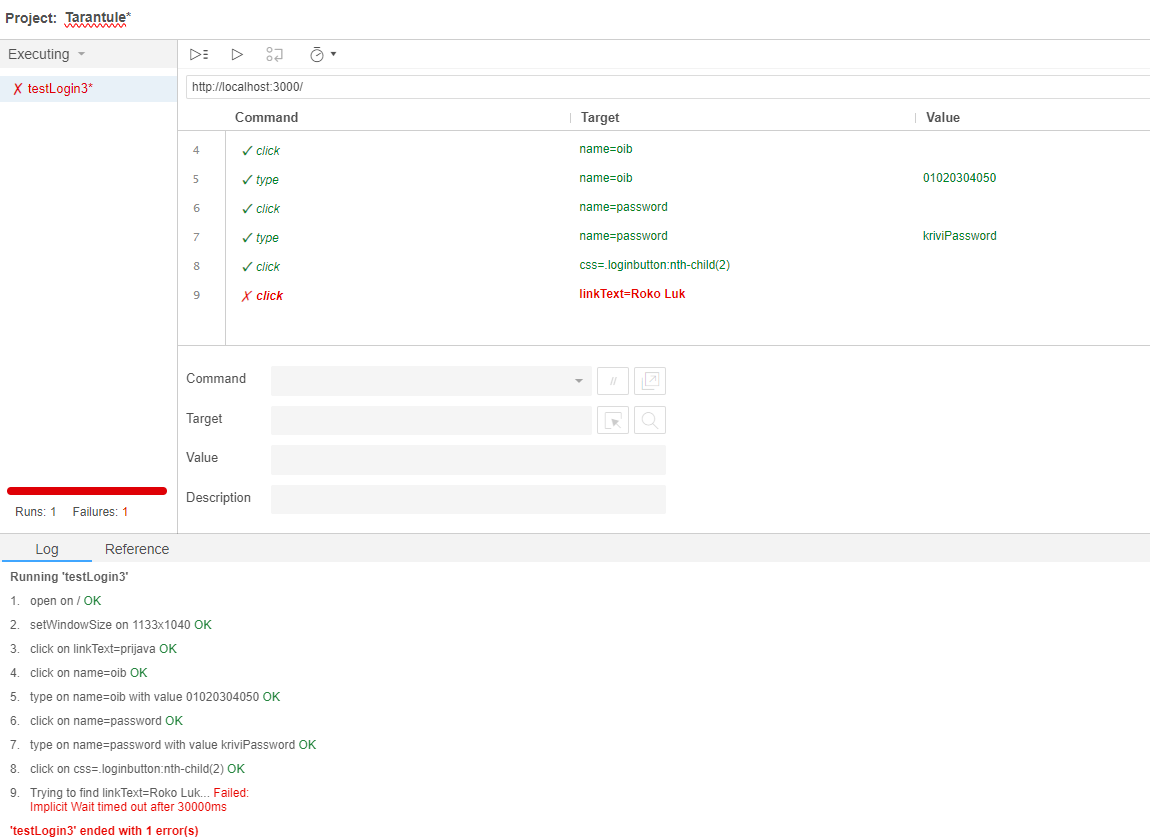 Project: Tarantule*
Executing
testLogin3*
http://localhost:3000/
Command Target Value
4 click name=oib
5 type name=oib 01020304050
6 click name=password
7 type name=password kriviPassword
8 click css=.loginbutton:nth-child(2)
9 click linkText=Roko Luk
Command
//
Target
Value
Description
Runs: 1 Failures: 1
Log Reference
Running 'testLogin3'
1. open on / OK
2. setWindowSize on 1133x1040 OK
3. click on linkText=prijava OK
4. click on name=oib OK
5. type on name=oib with value 01020304050 OK
6. click on name=password OK
7. type on name=password with value kriviPassword OK
8. click on css=.loginbutton:nth-child(2) OK
9. Trying to find linkText=Roko Luk... Failed:
Implicit Wait timed out after 30000ms
'testLogin3' ended with 1 error(s)